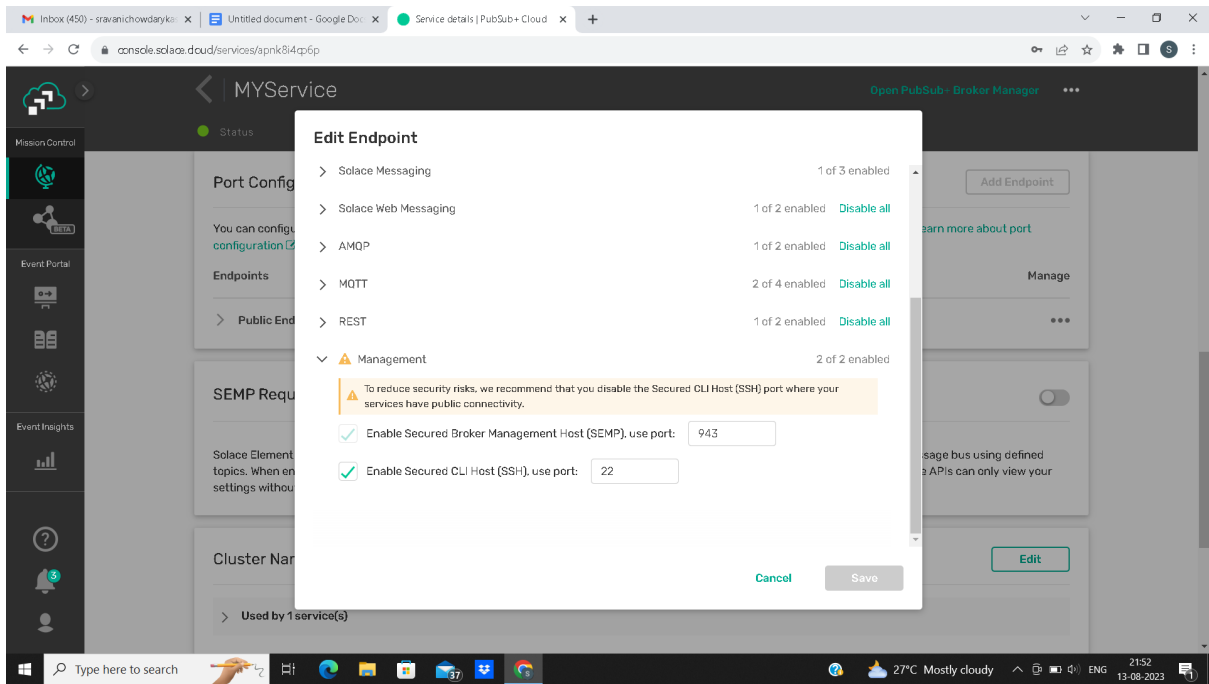 Inbox (450) - sravanichowdaryka
Untitled document - Google Doc
Service details | PubSub+ Cloud
console.solace.cloud/services/apnk8i4cp6p
S
MYService
Open PubSub+ Broker Manager
Status
Mission Control
BETA
Event Portal
Event Insights
3
Port Config
Add Endpoint
You can configu
earn more about port
configuration
Endpoints
Manage
Public End
SEMP Requ
Solace Element
ssage bus using defined
topics. When en
e APIs can only view your
settings withou
Cluster Nar
Edit
Used by 1 service(s)
Edit Endpoint
Solace Messaging 1 of 3 enabled
Solace Web Messaging 1 of 2 enabled Disable all
AMQP 1 of 2 enabled Disable all
MQTT 2 of 4 enabled Disable all
REST 1 of 2 enabled Disable all
Management 2 of 2 enabled
To reduce security risks, we recommend that you disable the Secured CLI Host (SSH) port where your
services have public connectivity.
Enable Secured Broker Management Host (SEMP), use port: 943
Enable Secured CLI Host (SSH), use port: 22
Cancel Save
Type here to search
37
27°C Mostly cloudy
ENG
21:52
13-08-2023
1